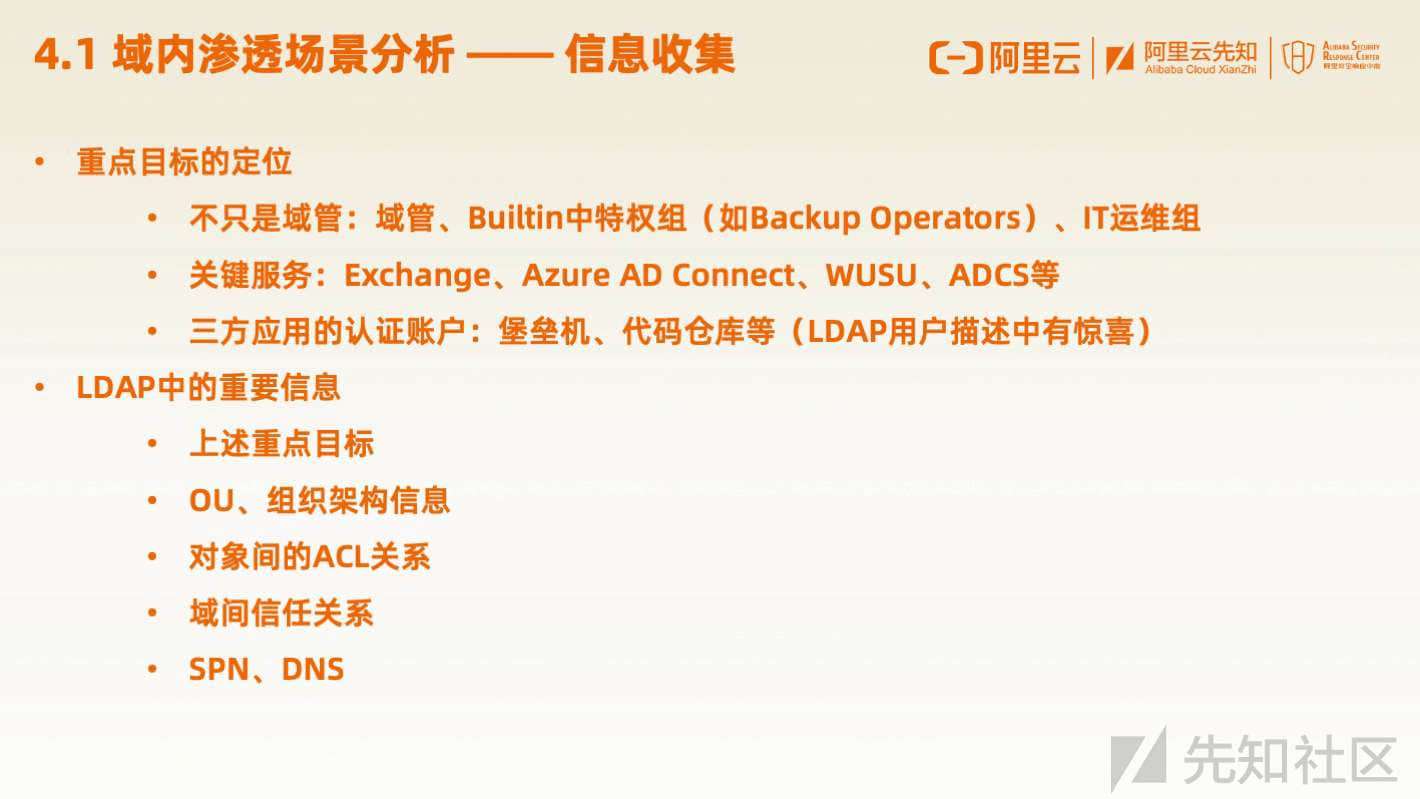 4.1 域内渗透场景分析 —— 信息收集
阿里云
阿里云先知
Alibaba Cloud XianZhi
ALIBABA SECURITY
RESPONSE CENTER
• 重点目标的定位
• 不只是域管：域管、Builtin中特权组（如Backup Operators）、IT运维组
• 关键服务：Exchange、Azure AD Connect、WUSU、ADCS等
• 三方应用的认证账户：堡垒机、代码仓库等（LDAP用户描述中有惊喜）
• LDAP中的重要信息
• 上述重点目标
• OU、组织架构信息
• 对象间的ACL关系
• 域间信任关系
• SPN、DNS
先知社区